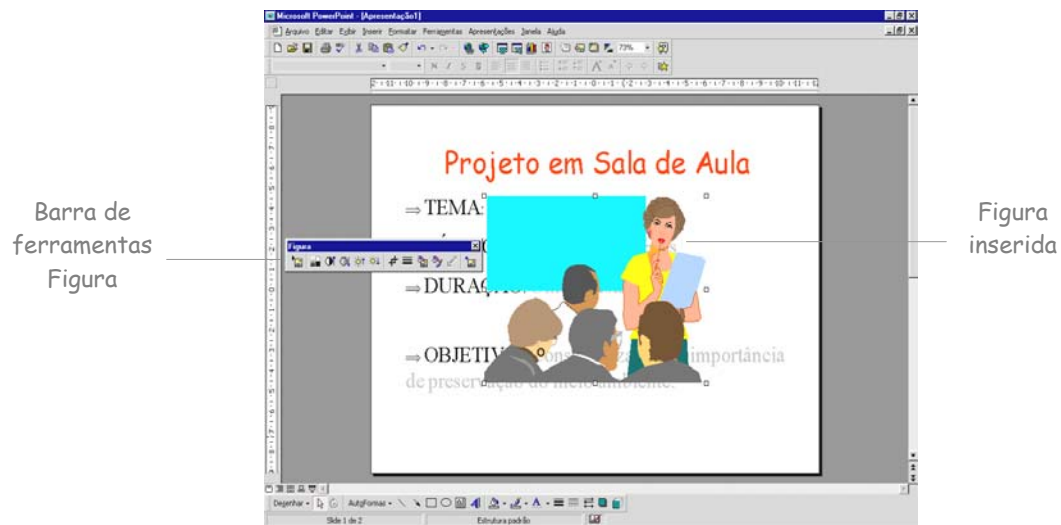 Microsoft PowerPoint - [Apresentação1]
Arquivo Editar Exibir Inserir Formatar Ferramentas Apresentações Janela Ajuda
73%
N I S S
Projeto em Sala de Aula
⇒ TEMA:
Figura
⇒ DURAÇÃO:
⇒ OBJETIV
importância
de preservação do meio ambiente.
Barra de
ferramentas
Figura
Figura
inserida
Desenhar AutoFormas
Slide 1 de 2 Estrutura padrão